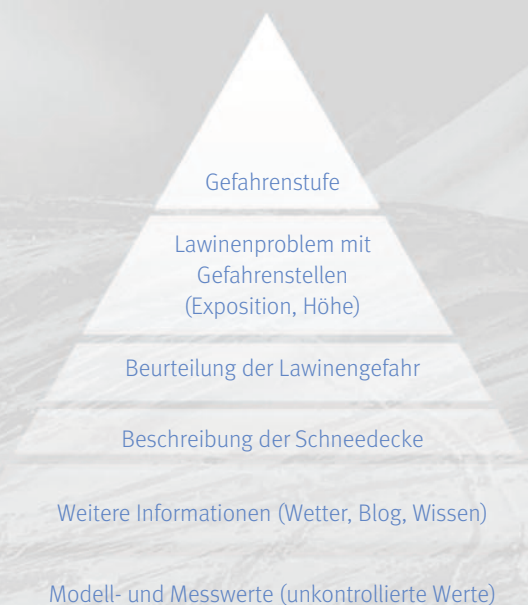 Gefahrenstufe
Lawinenproblem mit
Gefahrenstellen
(Exposition, Höhe)
Beurteilung der Lawinengefahr
Beschreibung der Schneedecke
Weitere Informationen (Wetter, Blog, Wissen)
Modell- und Messwerte (unkontrollierte Werte)